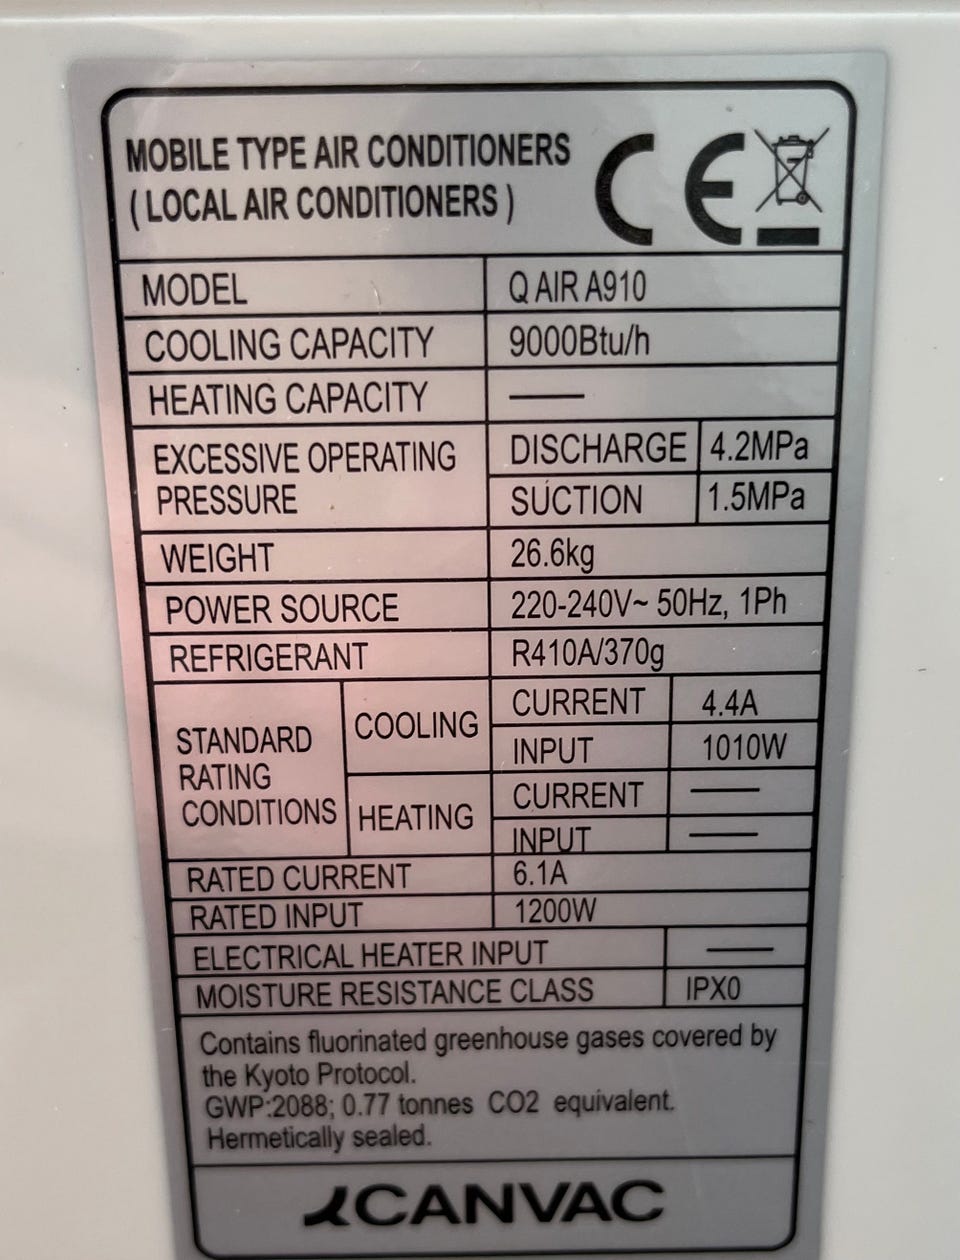 MOBILE TYPE AIR CONDITIONERS
( LOCAL AIR CONDITIONERS )
CE
MODEL Q AIR A910
COOLING CAPACITY 9000Btu/h
HEATING CAPACITY —
EXCESSIVE OPERATING PRESSURE DISCHARGE 4.2MPa
SUCTION 1.5MPa
WEIGHT 26.6kg
POWER SOURCE 220-240V~ 50Hz, 1Ph
REFRIGERANT R410A/370g
STANDARD RATING CONDITIONS COOLING CURRENT 4.4A
INPUT 1010W
HEATING CURRENT —
INPUT —
RATED CURRENT 6.1A
RATED INPUT 1200W
ELECTRICAL HEATER INPUT —
MOISTURE RESISTANCE CLASS IPX0
Contains fluorinated greenhouse gases covered by
the Kyoto Protocol.
GWP:2088; 0.77 tonnes CO2 equivalent.
Hermetically sealed.
CANVAC